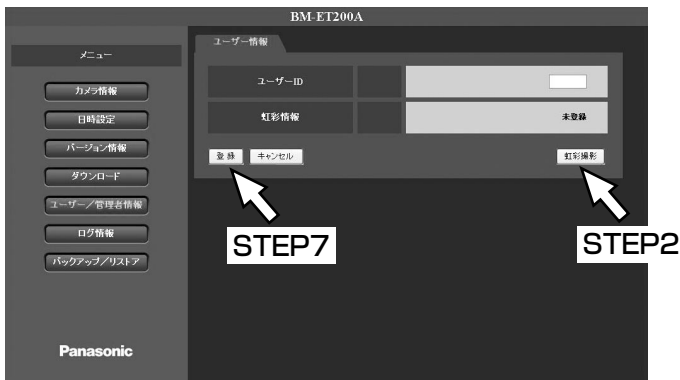 BM-ET200A
メニュー
カメラ情報
日時設定
バージョン情報
ダウンロード
ユーザー／管理者情報
ログ情報
バックアップ／リストア
Panasonic
ユーザー情報
ユーザーID
虹彩情報
未登録
登録
キャンセル
虹彩撮影
STEP7
STEP2